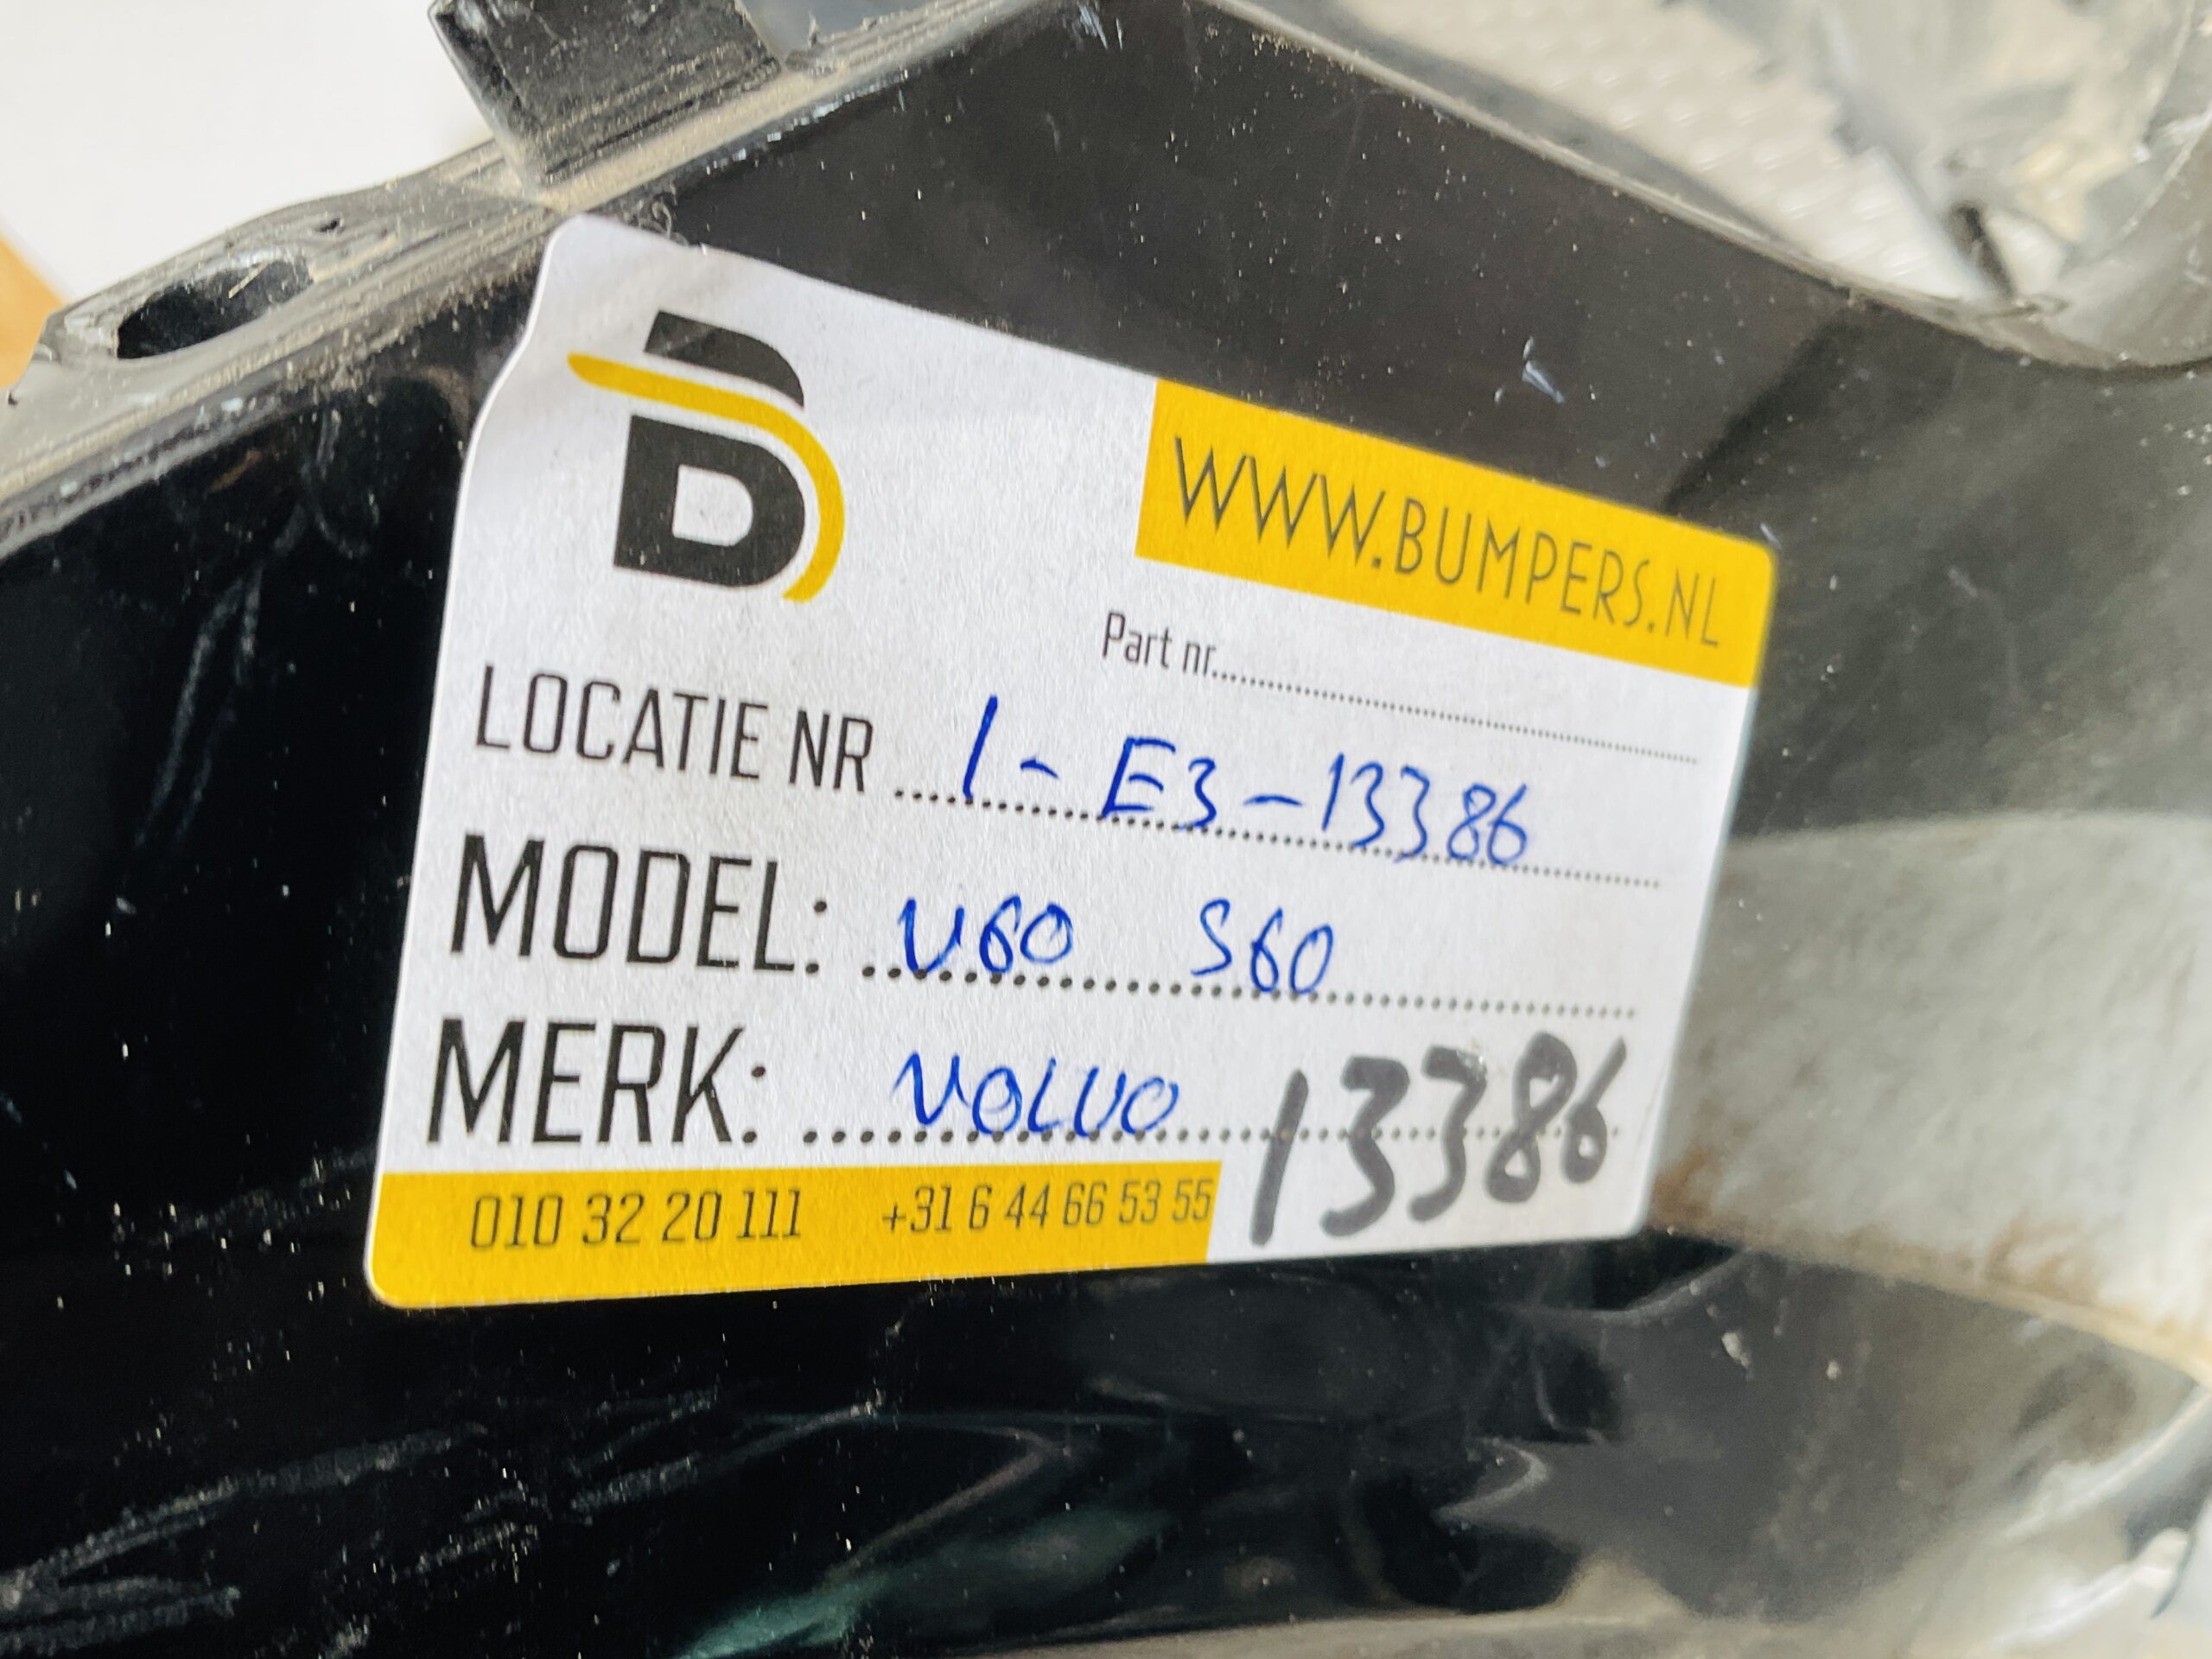 B
WWW.BUMPERS.NL
Part nr.
LOCATIE NR 1 - E3 - 13386
MODEL: V60 S60
MERK: VOLVO 13386
010 32 20 111 +31 6 44 66 53 55